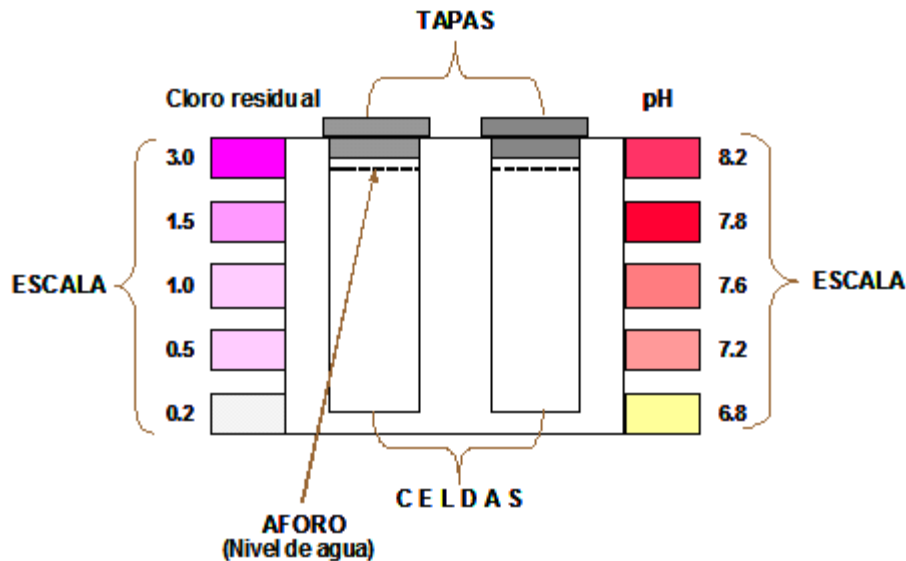 TAPAS
Cloro residual
pH
3.0
8.2
1.5
7.8
ESCALA
1.0
7.6
ESCALA
0.5
7.2
0.2
6.8
CELDAS
AFORO
(Nivel de agua)